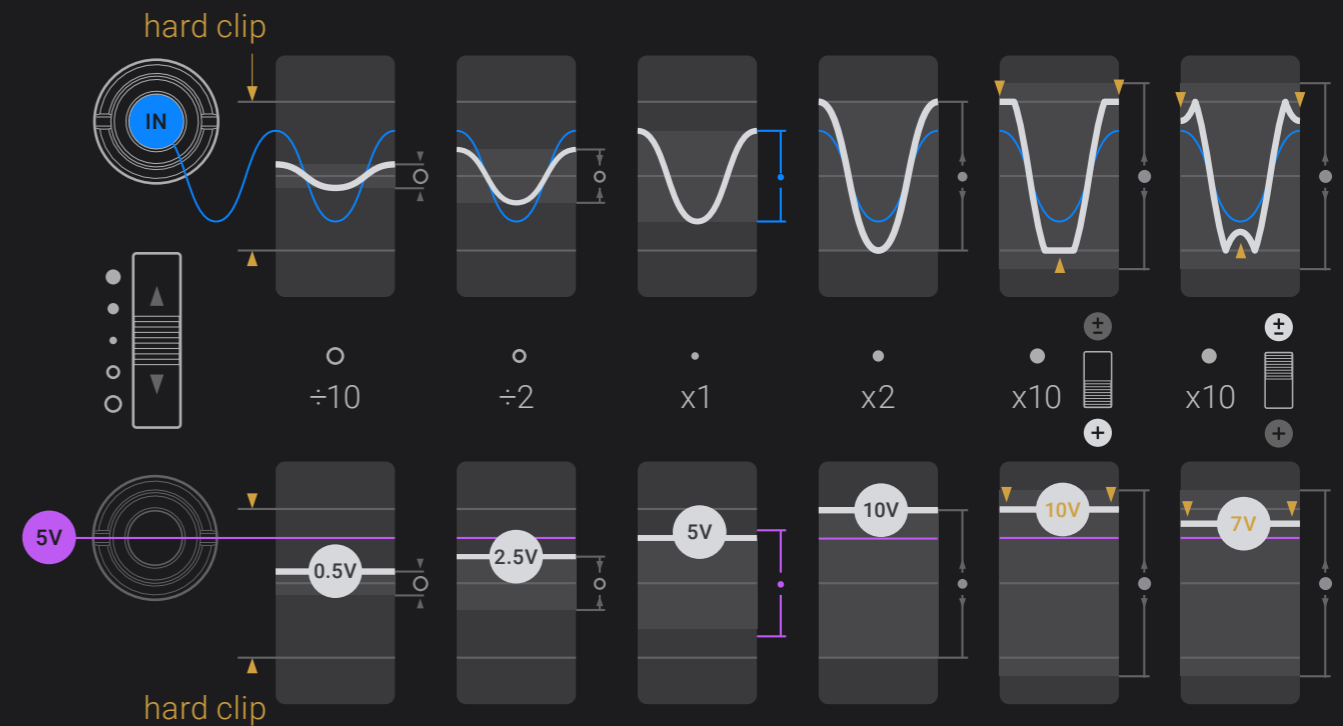 hard clip
IN
÷10
÷2
x1
x2
x10
±
+
x10
±
+
5V
0.5V
2.5V
5V
10V
10V
7V
hard clip